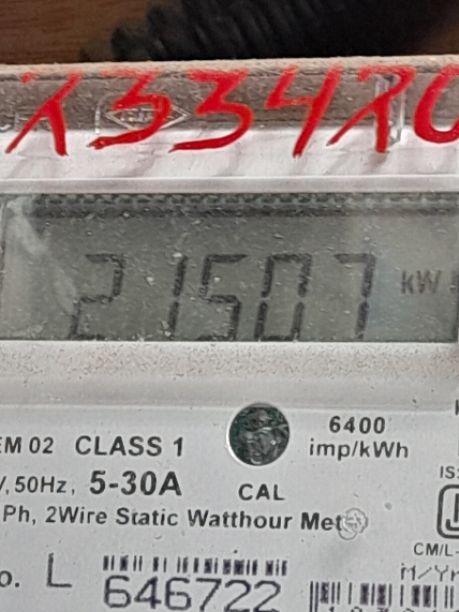 21507 kW
6400
EM 02 CLASS 1 imp/kWh
V, 50Hz, 5-30A
CAL
Ph, 2Wire Static Watthour Met
CM/L-
o. L 646722